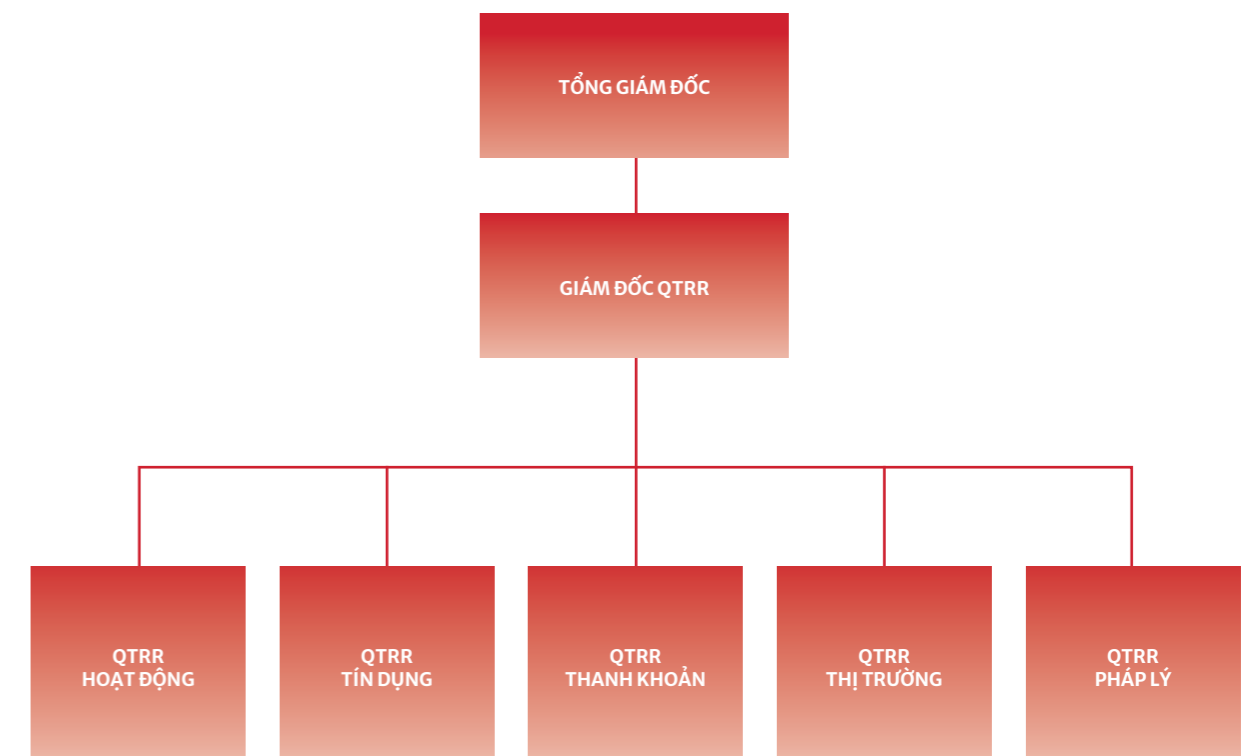 TỔNG GIÁM ĐỐC
GIÁM ĐỐC QTRR
QTRR
HOẠT ĐỘNG
QTRR
TÍN DỤNG
QTRR
THANH KHOẢN
QTRR
THỊ TRƯỜNG
QTRR
PHÁP LÝ